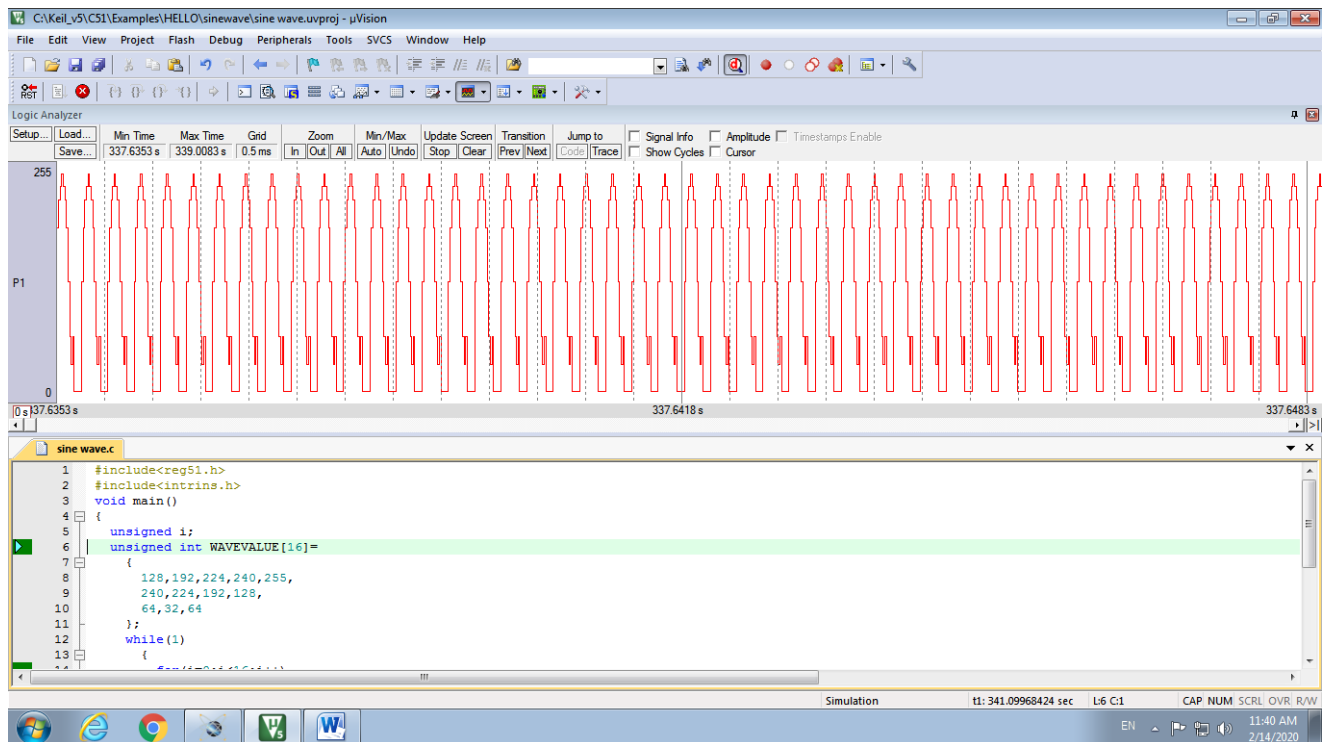 C:\Keil_v5\C51\Examples\HELLO\sinewave\sine wave.uvproj - µVision
File Edit View Project Flash Debug Peripherals Tools SVCS Window Help
RST
Logic Analyzer
Setup... Load... Min Time Max Time Grid Zoom Min/Max Update Screen Transition Jump to Signal Info Amplitude Timestamps Enable
Save... 337.6353 s 339.0083 s 0.5 ms In Out All Auto Undo Stop Clear Prev Next Code Trace Show Cycles Cursor
255
P1
0
0 s 337.6353 s 337.6418 s 337.6483 s
sine wave.c
1 #include<reg51.h>
2 #include<intrins.h>
3 void main()
4 {
5 unsigned i;
6 unsigned int WAVEVALUE[16]=
7 {
8 128,192,224,240,255,
9 240,224,192,128,
10 64,32,64
11 };
12 while(1)
13 {
14 for(i=0;i<16;i++)
Simulation t1: 341.09968424 sec L:6 C:1 CAP NUM SCRL OVR R/W
EN 11:40 AM
2/14/2020